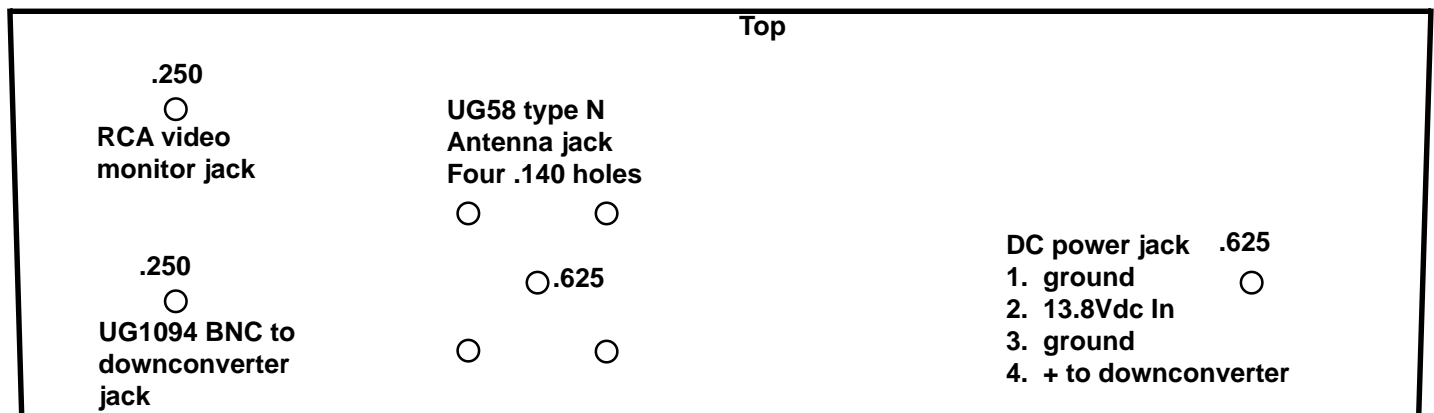 Top
.250
RCA video
monitor jack
UG58 type N
Antenna jack
Four .140 holes
.250
UG1094 BNC to
downconverter
jack
.625
DC power jack .625
1. ground
2. 13.8Vdc In
3. ground
4. + to downconverter